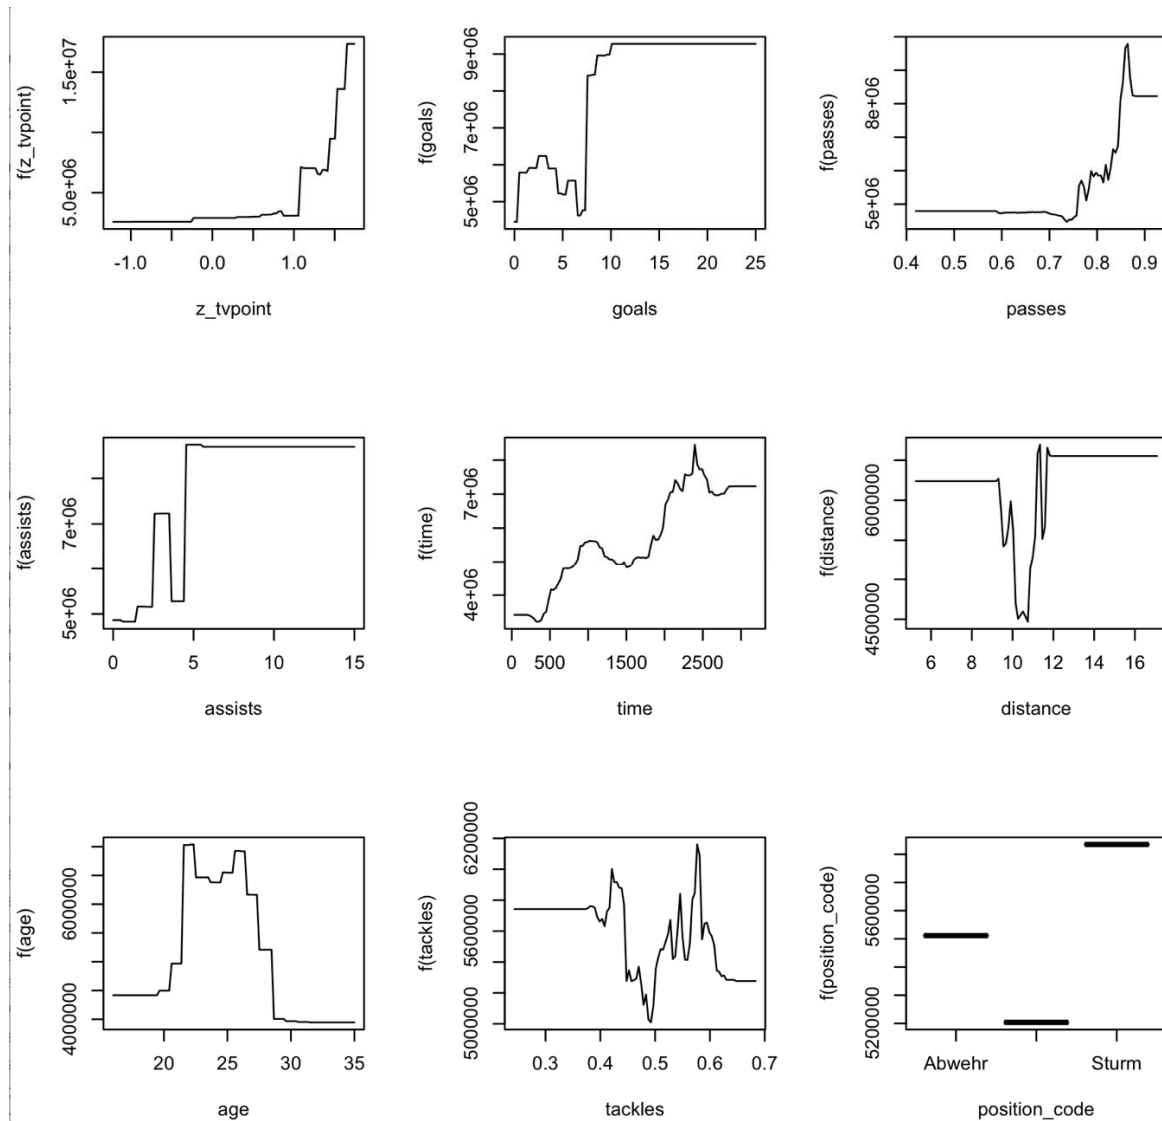 f(z_tvpoint)
5.0e+06 1.5e+07
-1.0 0.0 1.0
z_tvpoint
f(goals)
5e+06 7e+06 9e+06
0 5 10 15 20 25
goals
f(passes)
5e+06 8e+06
0.4 0.5 0.6 0.7 0.8 0.9
passes
f(assists)
5e+06 7e+06
0 5 10 15
assists
f(time)
4e+06 7e+06
0 500 1500 2500
time
f(distance)
4500000 6000000
6 8 10 12 14 16
distance
f(age)
4000000 6000000
20 25 30 35
age
f(tackles)
5000000 5600000 6200000
0.3 0.4 0.5 0.6 0.7
tackles
f(position_code)
5200000 5600000
Abwehr Sturm
position_code